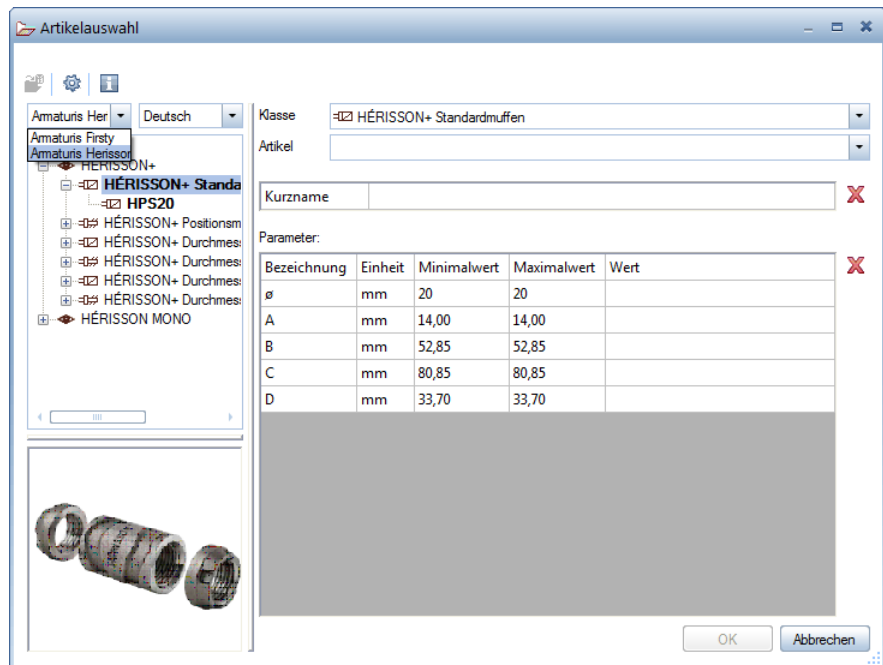 Artikelauswahl
Armaturis Her
Deutsch
Armaturis Firsty
Armaturis Herisson
HÉRISSON+
HÉRISSON+ Standa
HPS20
HÉRISSON+ Positionsm
HÉRISSON+ Durchmes
HÉRISSON+ Durchmes
HÉRISSON+ Durchmes
HÉRISSON+ Durchmes
HÉRISSON MONO
Klasse HÉRISSON+ Standardmuffen
Artikel
Kurzname
Parameter:
Bezeichnung Einheit Minimalwert Maximalwert Wert
ø mm 20 20
A mm 14,00 14,00
B mm 52,85 52,85
C mm 80,85 80,85
D mm 33,70 33,70
OK Abbrechen